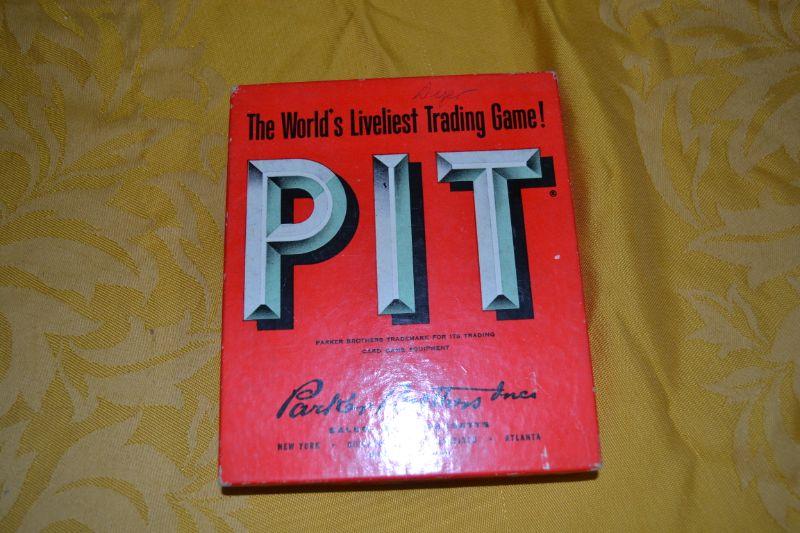 The World's Liveliest Trading Game!
PIT®
PARKER BROTHERS TRADEMARK FOR ITS TRADING
CARD GAME EQUIPMENT
Parker Brothers Inc
NEW YORK • ATLANTA